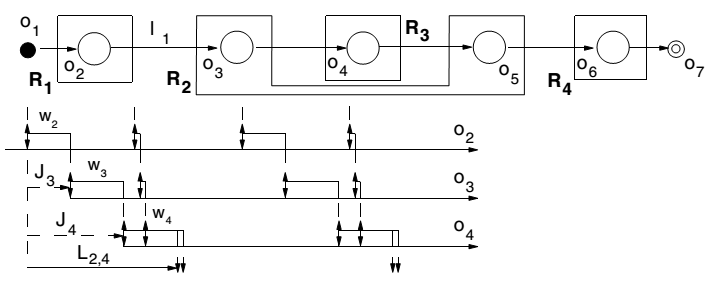 o1 l1 R3
o2 o3 o4 o5 o6 o7
R1 R2 R4
w2 o2
J3 w3 o3
J4 w4 o4
L2,4